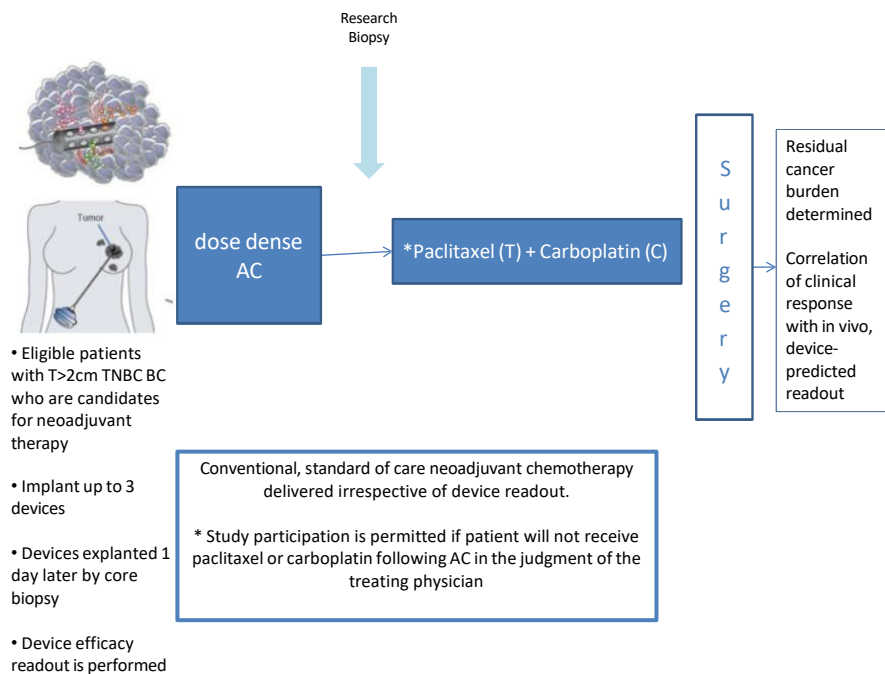 Research
Biopsy
Tumor
dose dense
AC
*Paclitaxel (T) + Carboplatin (C)
S
u
r
g
e
r
y
Residual
cancer
burden
determined
Correlation
of clinical
response
with in vivo,
device-
predicted
readout
• Eligible patients
with T>2cm TNBC BC
who are candidates
for neoadjuvant
therapy
• Implant up to 3
devices
• Devices explanted 1
day later by core
biopsy
• Device efficacy
readout is performed
Conventional, standard of care neoadjuvant chemotherapy
delivered irrespective of device readout.
* Study participation is permitted if patient will not receive
paclitaxel or carboplatin following AC in the judgment of the
treating physician